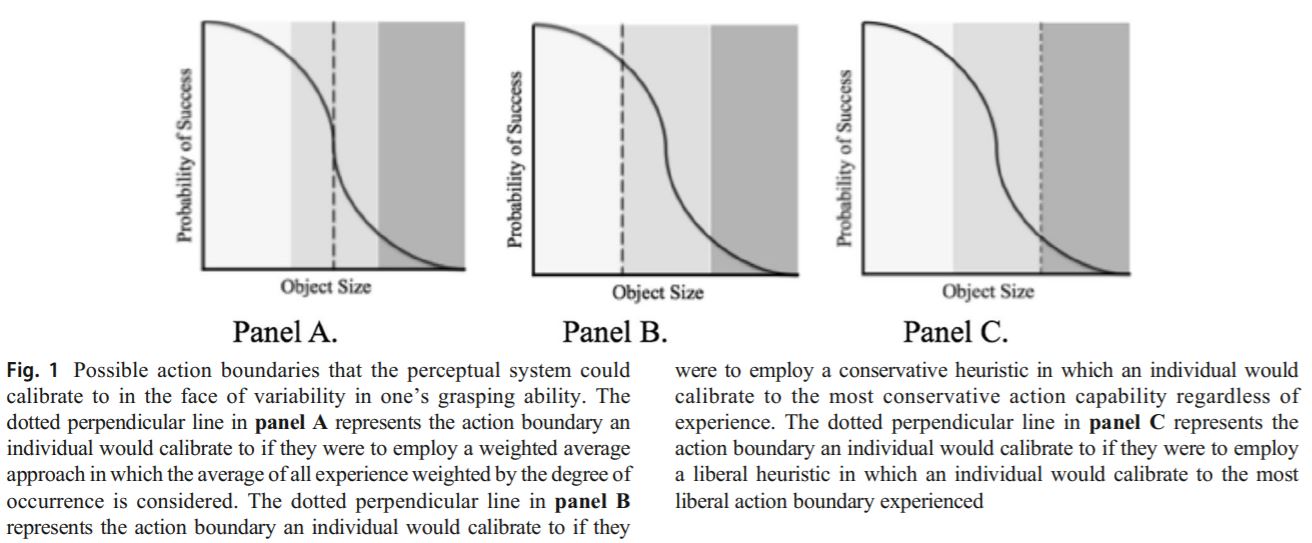 Probability of Success
Object Size
Panel A.
Probability of Success
Object Size
Panel B.
Probability of Success
Object Size
Panel C.
Fig. 1 Possible action boundaries that the perceptual system could
calibrate to in the face of variability in one's grasping ability. The
dotted perpendicular line in panel A represents the action boundary an
individual would calibrate to if they were to employ a weighted average
approach in which the average of all experience weighted by the degree of
occurrence is considered. The dotted perpendicular line in panel B
represents the action boundary an individual would calibrate to if they
were to employ a conservative heuristic in which an individual would
calibrate to the most conservative action capability regardless of
experience. The dotted perpendicular line in panel C represents the
action boundary an individual would calibrate to if they were to employ
a liberal heuristic in which an individual would calibrate to the most
liberal action boundary experienced